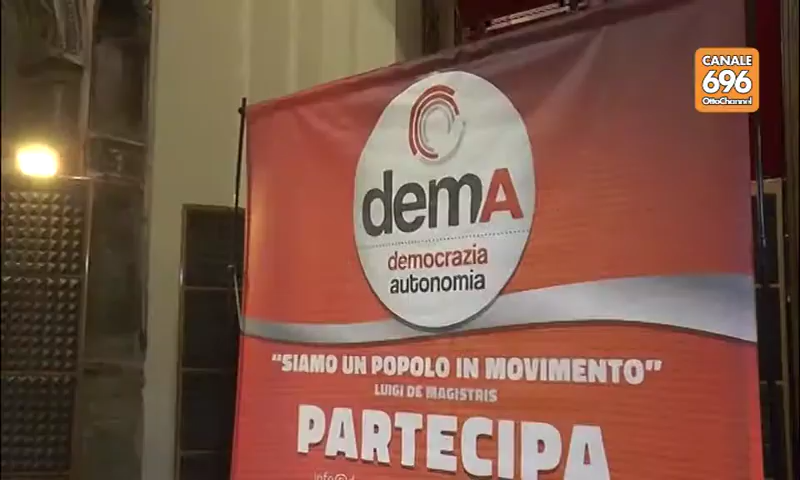 CANALE
696
OttoChannel
demA
democrazia
autonomia
"SIAMO UN POPOLO IN MOVIMENTO"
LUIGI DE MAGISTRIS
PARTECIPA